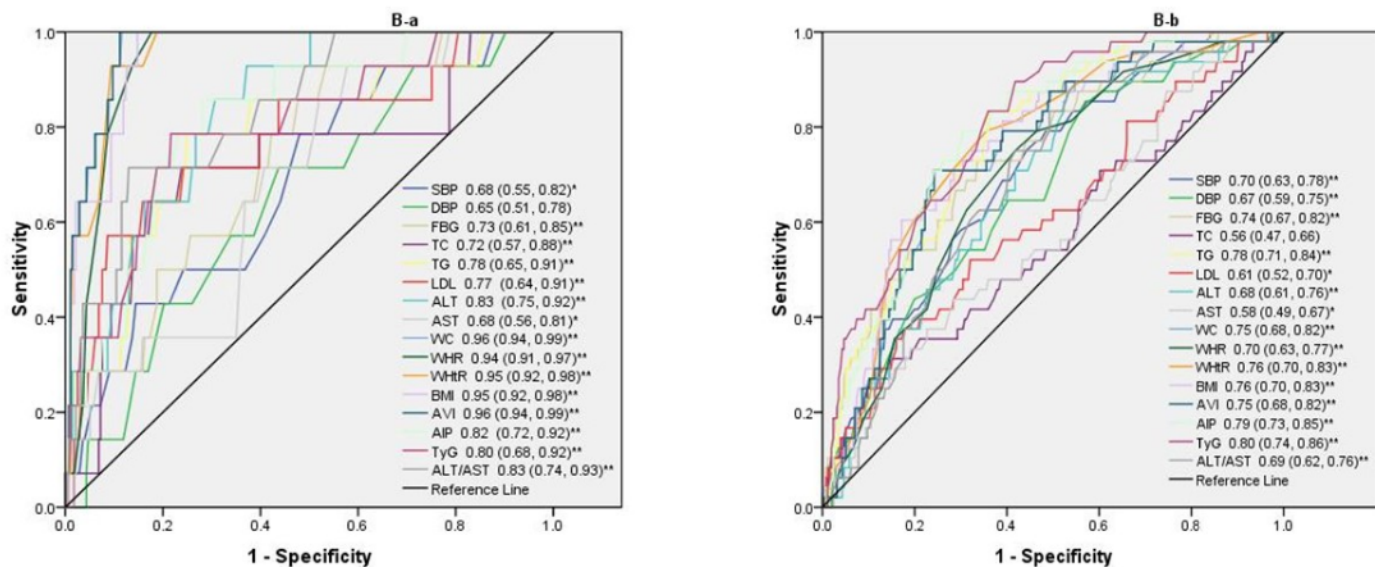 B-a
1.0
0.8
0.6
0.4
0.2
0.0
Sensitivity
SBP 0.68 (0.55, 0.82)*
DBP 0.65 (0.51, 0.78)
FBG 0.73 (0.61, 0.85)**
TC 0.72 (0.57, 0.88)**
TG 0.78 (0.65, 0.91)**
LDL 0.77 (0.64, 0.91)**
ALT 0.83 (0.75, 0.92)**
AST 0.68 (0.56, 0.81)*
WC 0.96 (0.94, 0.99)**
WHR 0.94 (0.91, 0.97)**
WHtR 0.95 (0.92, 0.98)**
BMI 0.95 (0.92, 0.98)**
AVI 0.96 (0.94, 0.99)**
AIP 0.82 (0.72, 0.92)**
TyG 0.80 (0.68, 0.92)**
ALT/AST 0.83 (0.74, 0.93)**
Reference Line
0.0 0.2 0.4 0.6 0.8 1.0
1 - Specificity
B-b
1.0
0.8
0.6
0.4
0.2
0.0
Sensitivity
SBP 0.70 (0.63, 0.78)**
DBP 0.67 (0.59, 0.75)**
FBG 0.74 (0.67, 0.82)**
TC 0.56 (0.47, 0.66)
TG 0.78 (0.71, 0.84)**
LDL 0.61 (0.52, 0.70)*
ALT 0.68 (0.61, 0.76)**
AST 0.58 (0.49, 0.67)*
WC 0.75 (0.68, 0.82)**
WHR 0.70 (0.63, 0.77)**
WHtR 0.76 (0.70, 0.83)**
BMI 0.76 (0.70, 0.83)**
AVI 0.75 (0.68, 0.82)**
AIP 0.79 (0.73, 0.85)**
TyG 0.80 (0.74, 0.86)**
ALT/AST 0.69 (0.62, 0.76)**
Reference Line
0.0 0.2 0.4 0.6 0.8 1.0
1 - Specificity